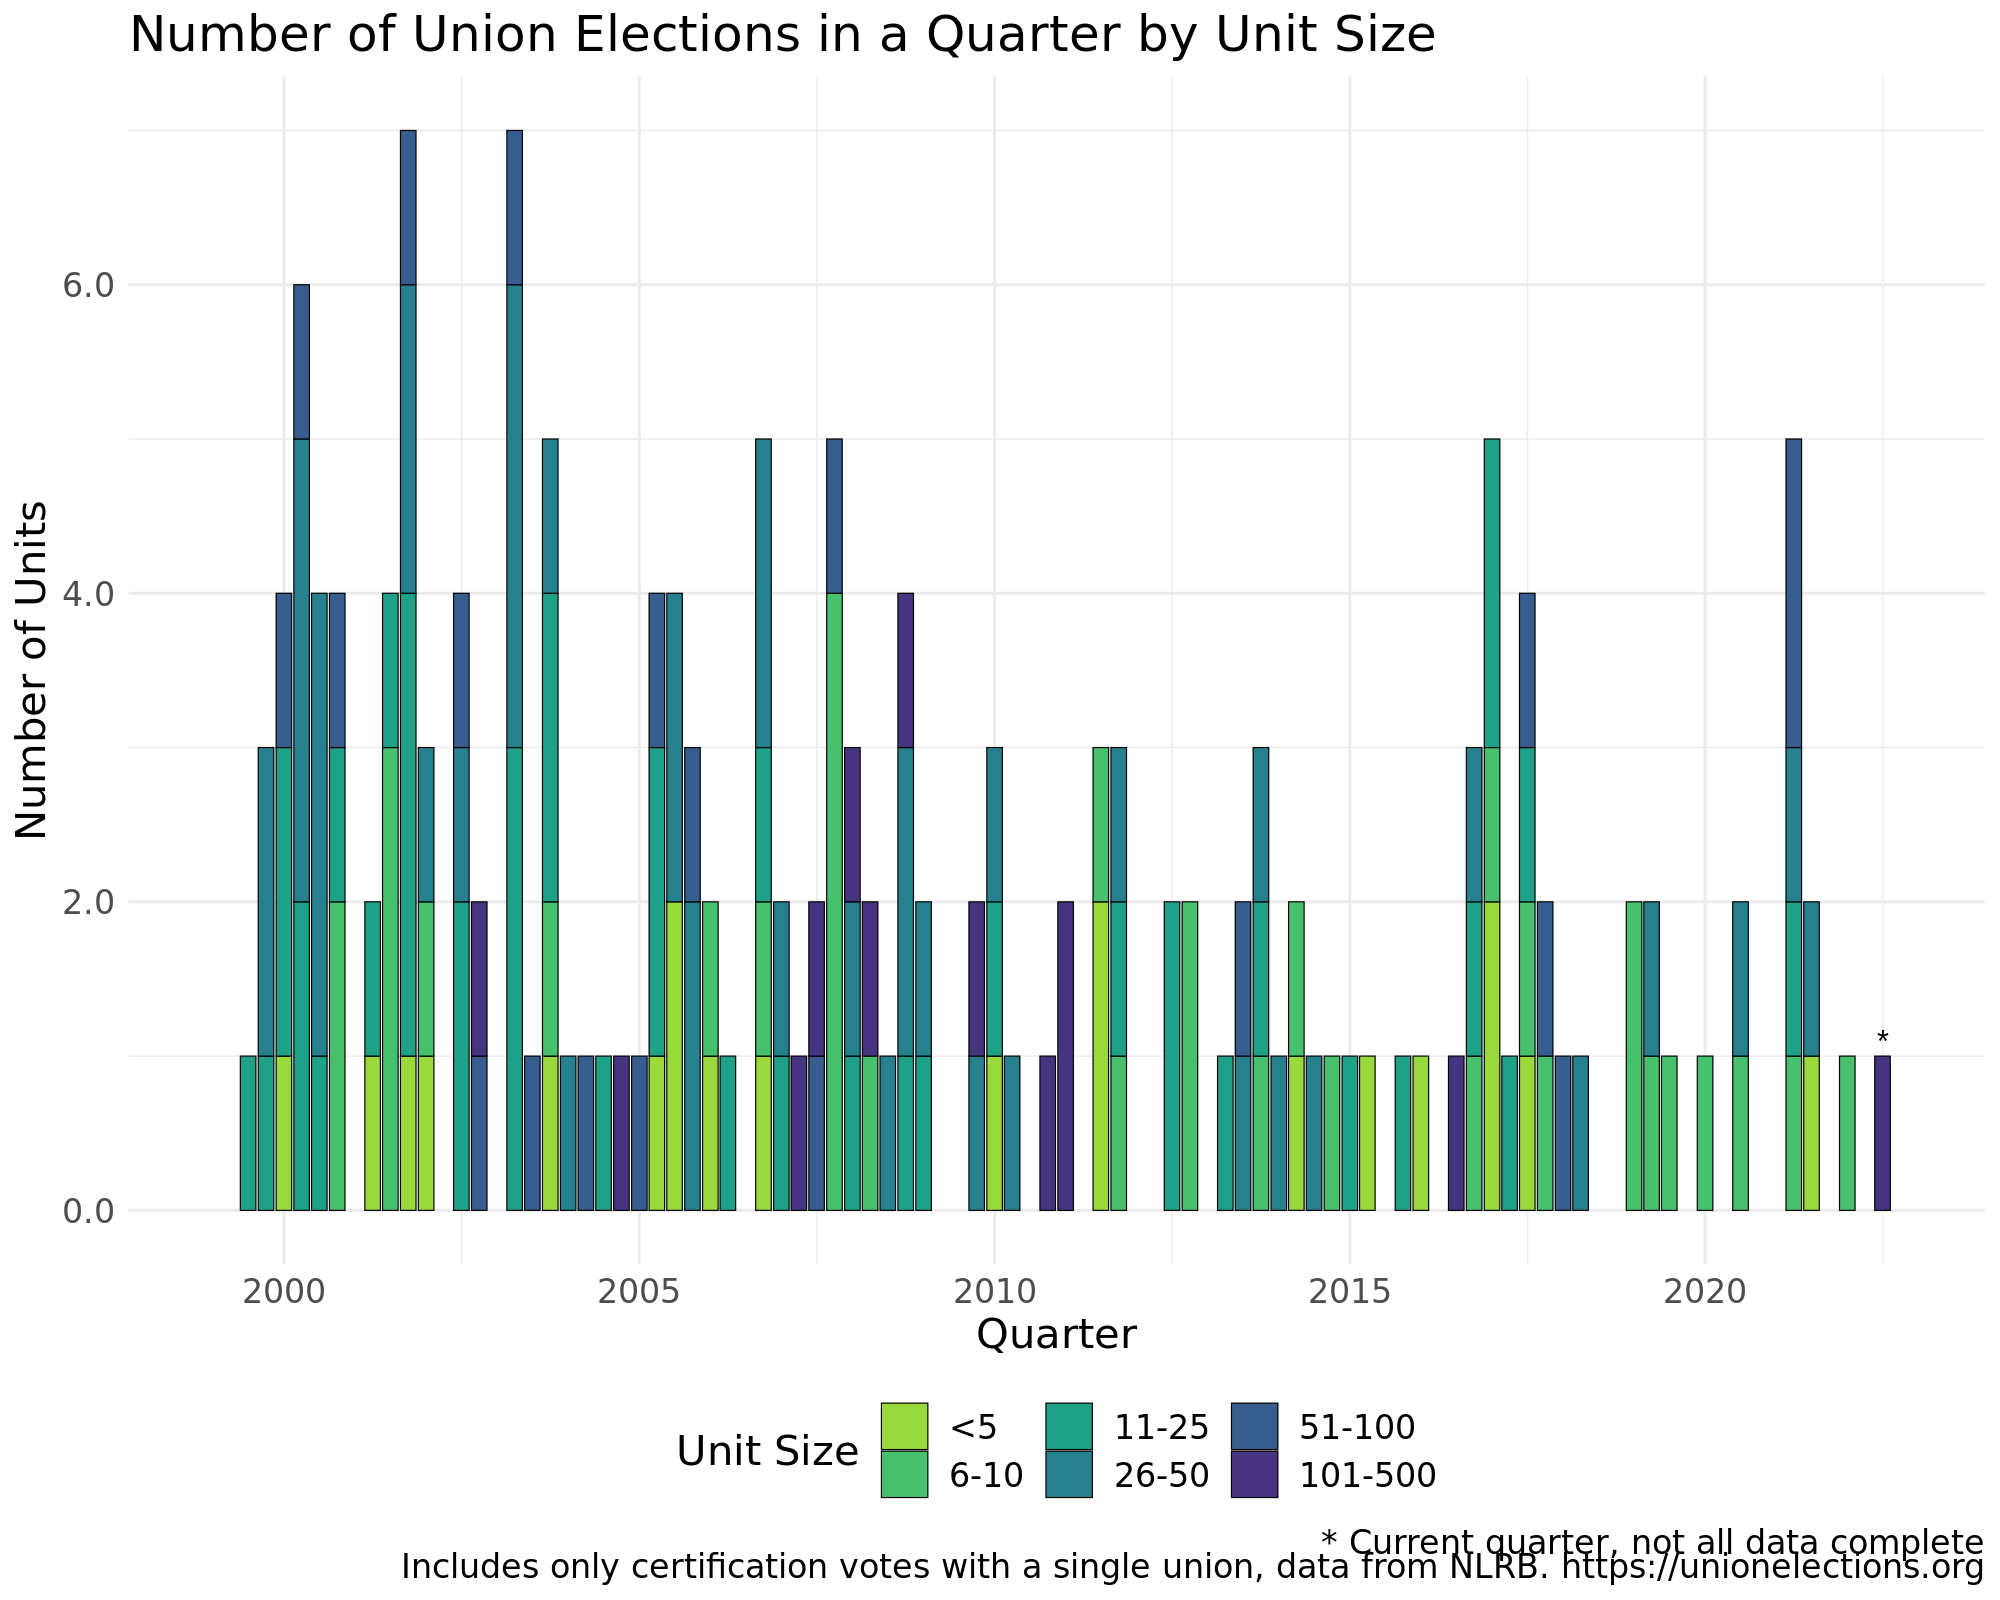 Number of Union Elections in a Quarter by Unit Size
Number of Units
6.0
4.0
2.0
0.0
*
2000 2005 2010 2015 2020
Quarter
Unit Size
<5 11-25 51-100
6-10 26-50 101-500
* Current quarter, not all data complete
Includes only certification votes with a single union, data from NLRB. https://unionelections.org